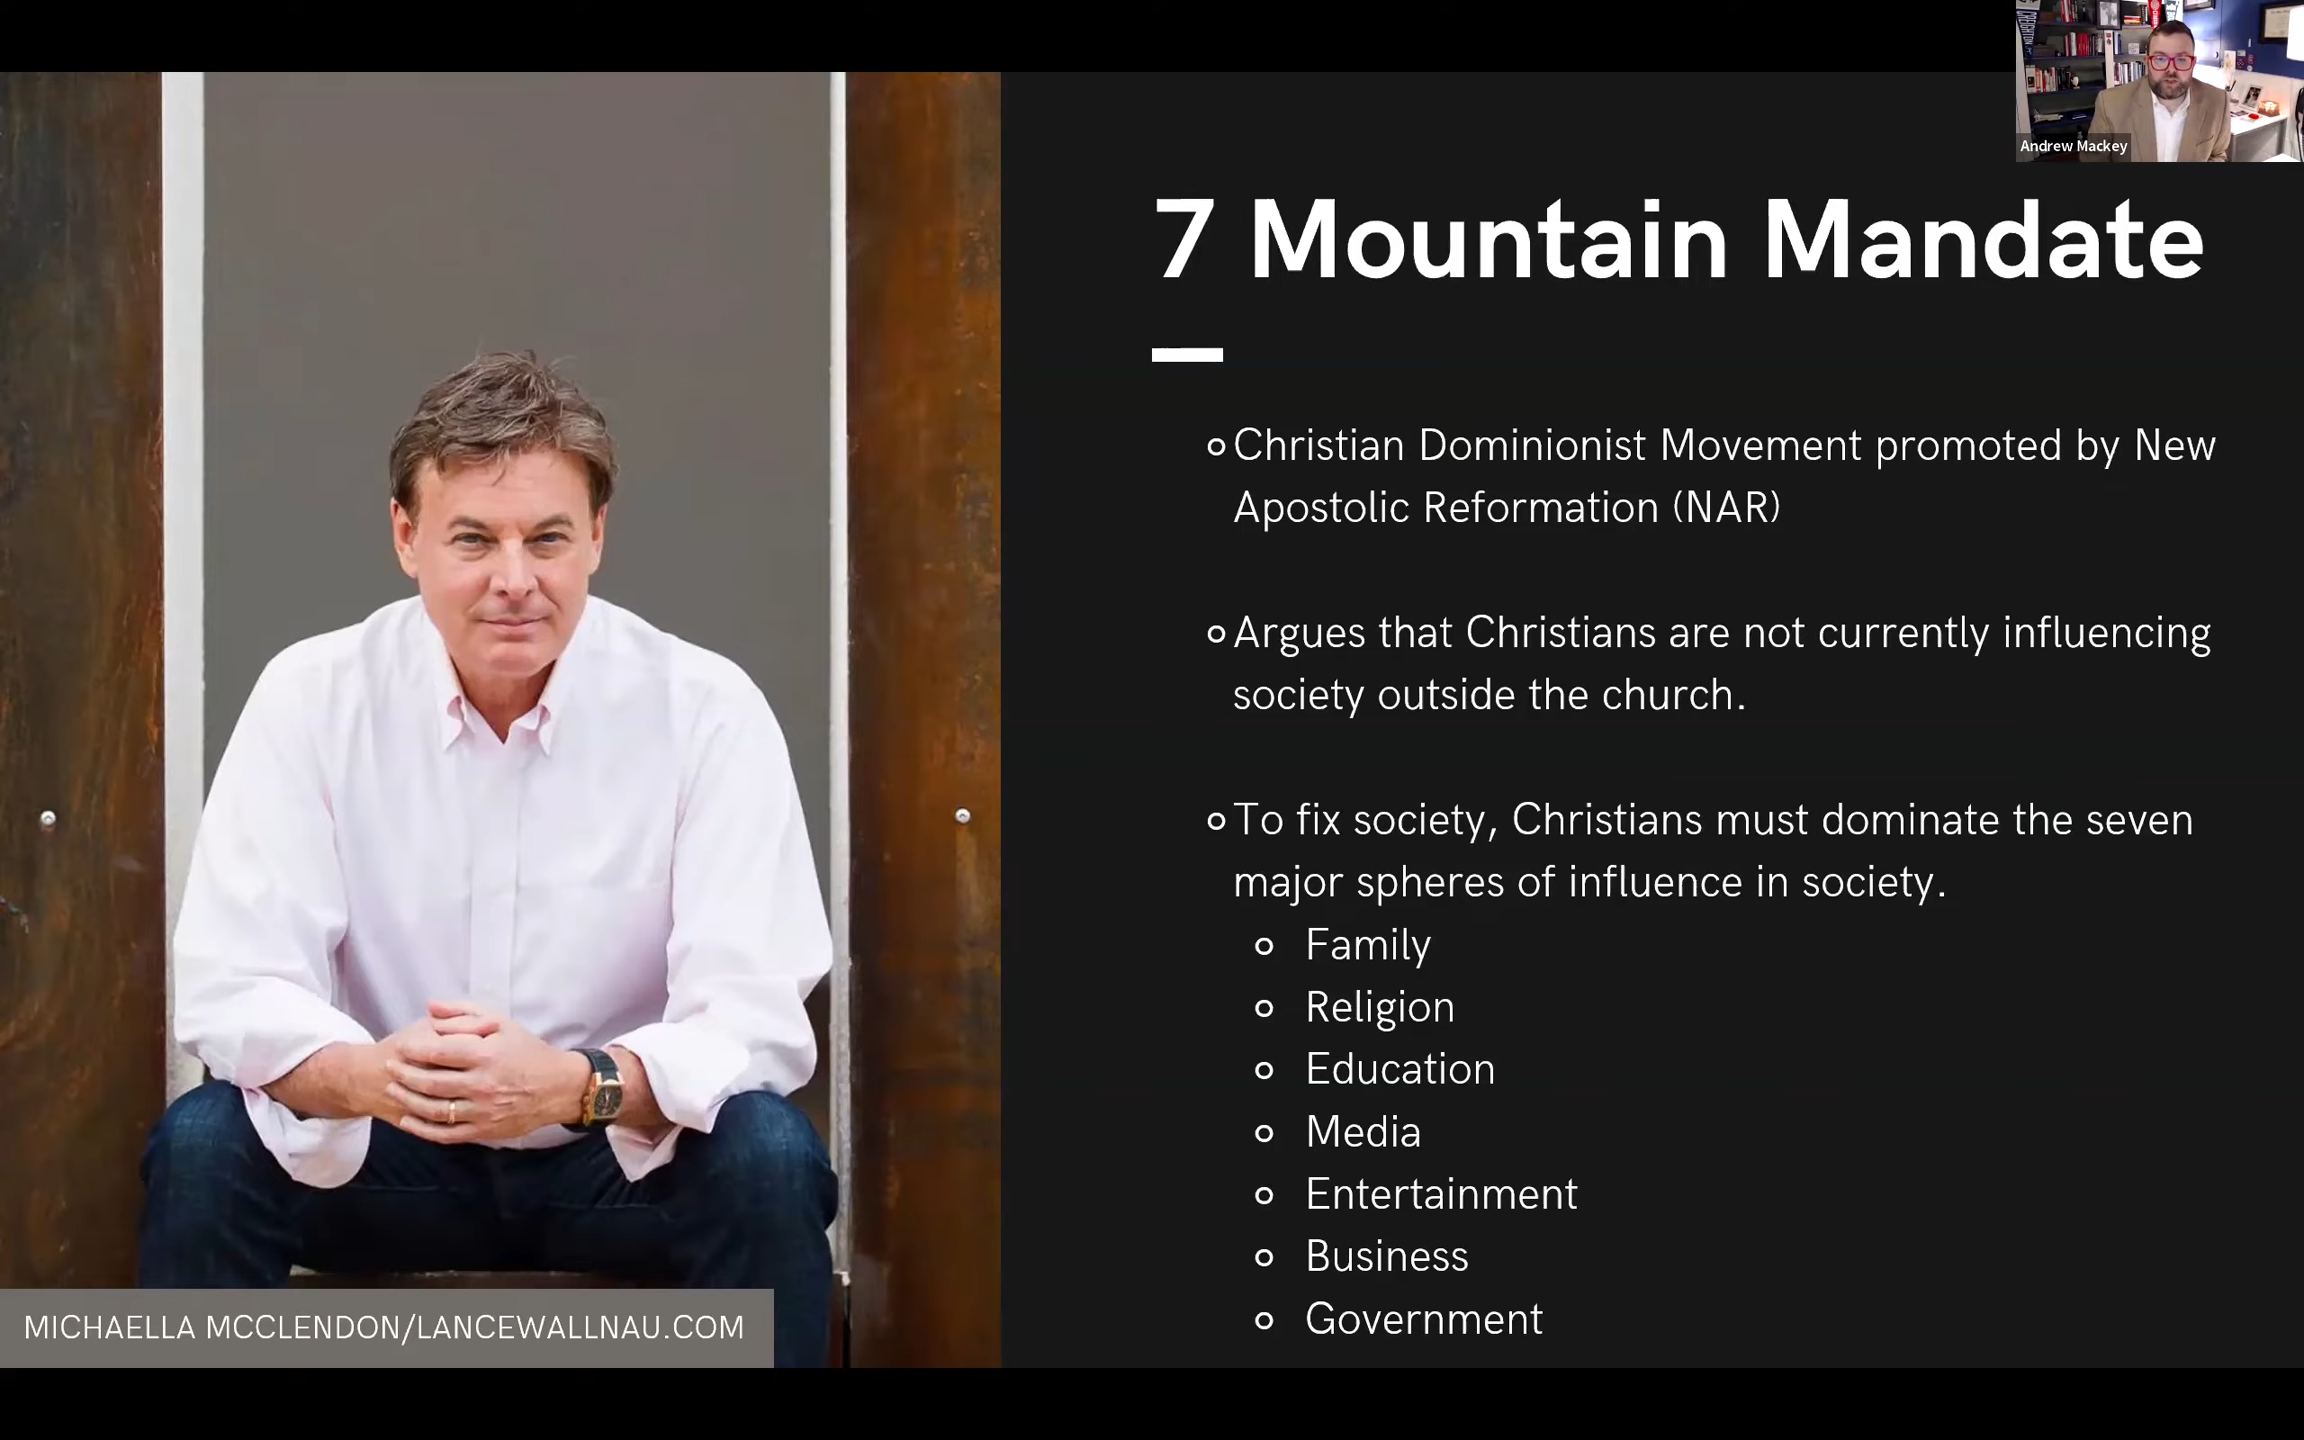 CREIGHTON
Andrew Mackey
7 Mountain Mandate
Christian Dominionist Movement promoted by New
Apostolic Reformation (NAR)
Argues that Christians are not currently influencing
society outside the church.
To fix society, Christians must dominate the seven
major spheres of influence in society.
Family
Religion
Education
Media
Entertainment
Business
Government
MICHAELLA MCCLENDON/LANCEWALLNAU.COM